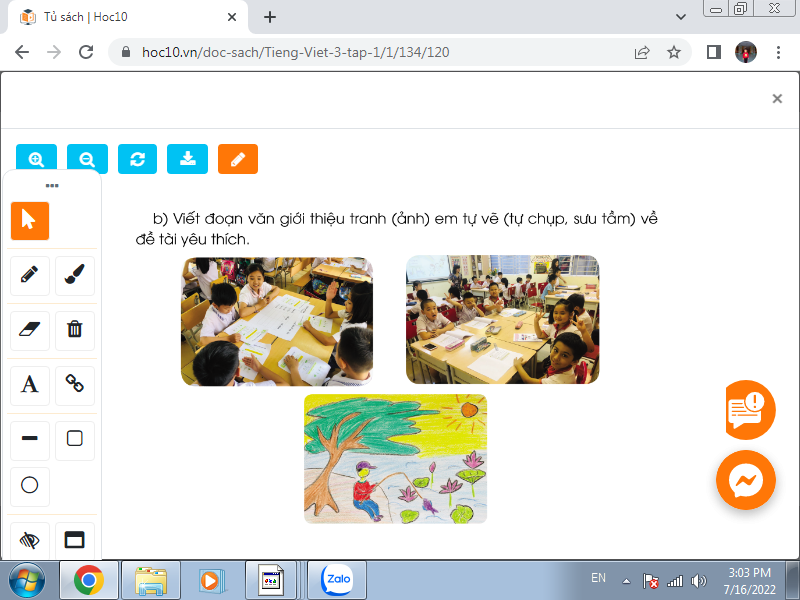 Tủ sách | Hoc10
hoc10.vn/doc-sach/Tieng-Viet-3-tap-1/1/134/120
b) Viết đoạn văn giới thiệu tranh (ảnh) em tự vẽ (tự chụp, sưu tầm) về
đề tài yêu thích.
A
Zalo
EN
3:03 PM
7/16/2022